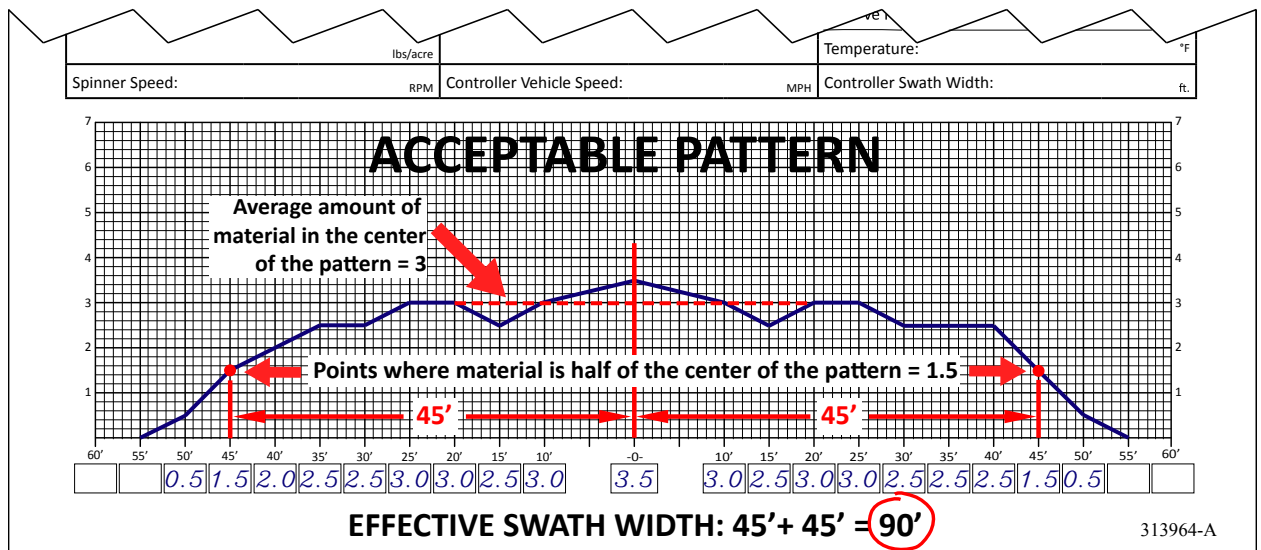 lbs/acre
Temperature: °F
Spinner Speed: RPM Controller Vehicle Speed: MPH Controller Swath Width: ft.
7 7
ACCEPTABLE PATTERN
6 6
Average amount of
5 5
material in the center
of the pattern = 3
4 4
3 3
2 2
Points where material is half of the center of the pattern = 1.5
1 1
45’ 45’
60’ 55’ 50’ 45’ 40’ 35’ 30’ 25’ 20’ 15’ 10’ -0- 10’ 15’ 20’ 25’ 30’ 35’ 40’ 45’ 50’ 55’ 60’
0.5 1.5 2.0 2.5 2.5 3.0 3.0 2.5 3.0 3.5 3.0 2.5 3.0 3.0 2.5 2.5 2.5 1.5 0.5
EFFECTIVE SWATH WIDTH: 45’+ 45’ = 90’
313964-A